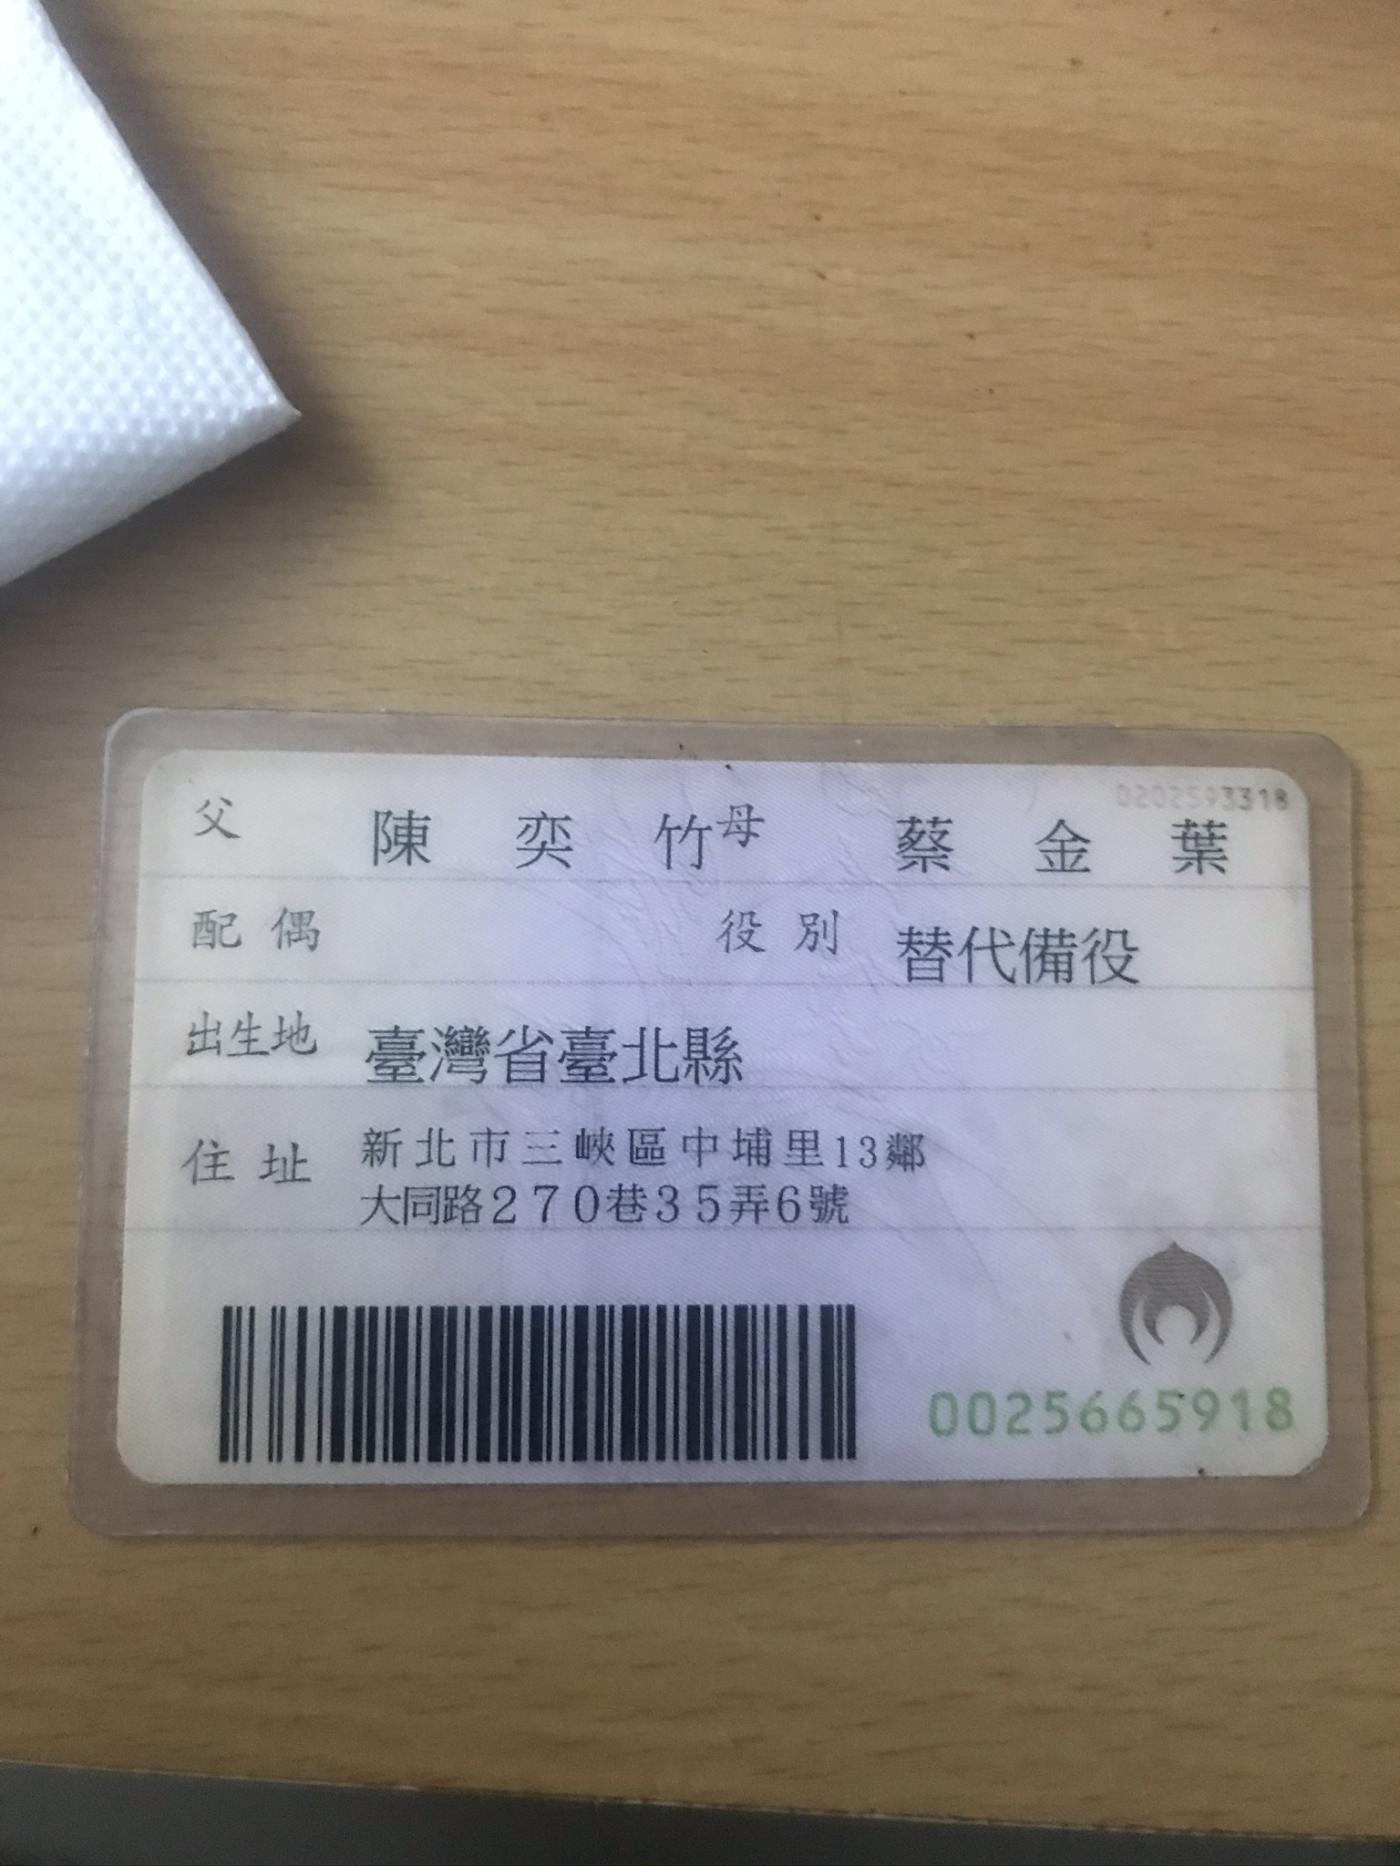 0202593318
父 陳奕竹 母 蔡金葉
配偶 役別 替代備役
出生地 臺灣省臺北縣
住址 新北市三峽區中埔里13鄰
大同路270巷35弄6號
0025665918